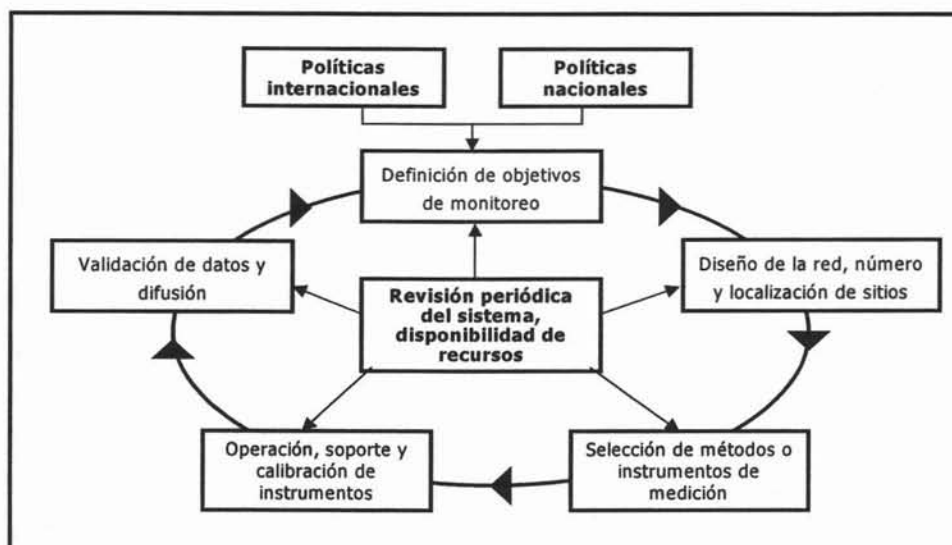 Políticas
internacionales
Políticas
nacionales
Definición de objetivos
de monitoreo
Validación de datos y
difusión
Diseño de la red, número
y localización de sitios
Revisión periódica
del sistema,
disponibilidad de
recursos
Operación, soporte y
calibración de
instrumentos
Selección de métodos o
instrumentos de
medición